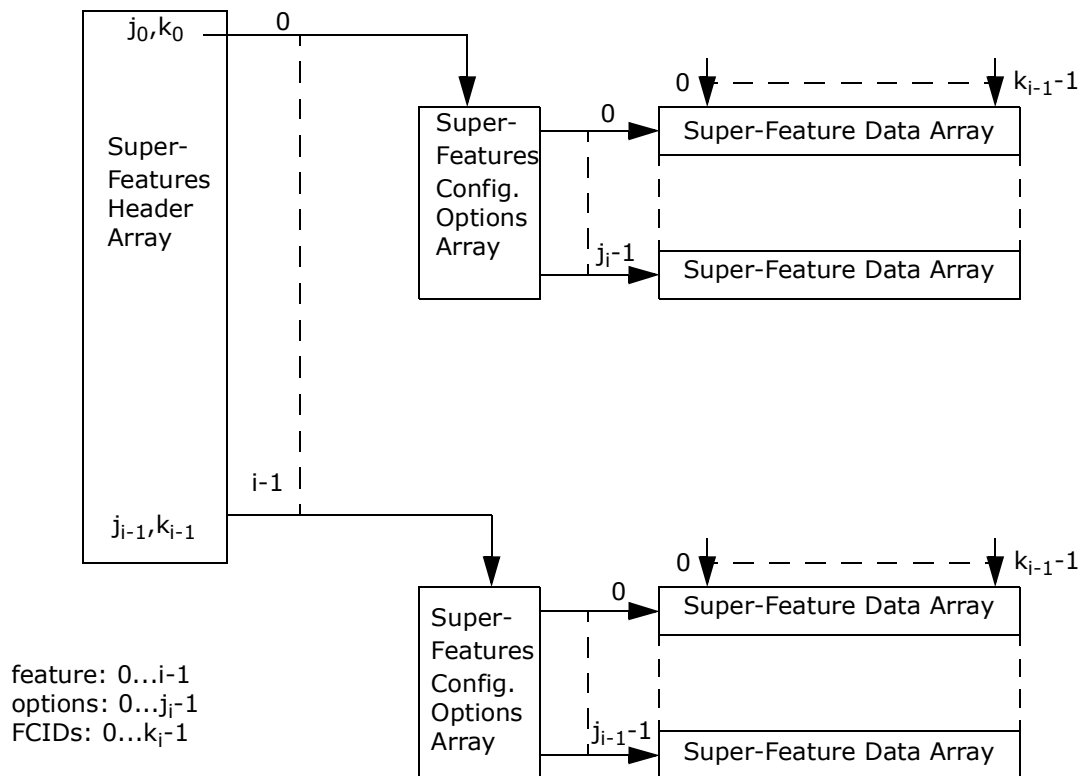 j₀,k₀
0
Super-
Features
Header
Array
i-1
jᵢ₋₁,kᵢ₋₁
Super-
Features
Config.
Options
Array
0
jᵢ-1
0
kᵢ₋₁-1
Super-Feature Data Array
Super-Feature Data Array
Super-
Features
Config.
Options
Array
0
jᵢ₋₁-1
0
kᵢ₋₁-1
Super-Feature Data Array
Super-Feature Data Array
feature: 0...i-1
options: 0...jᵢ-1
FCIDs: 0...kᵢ-1